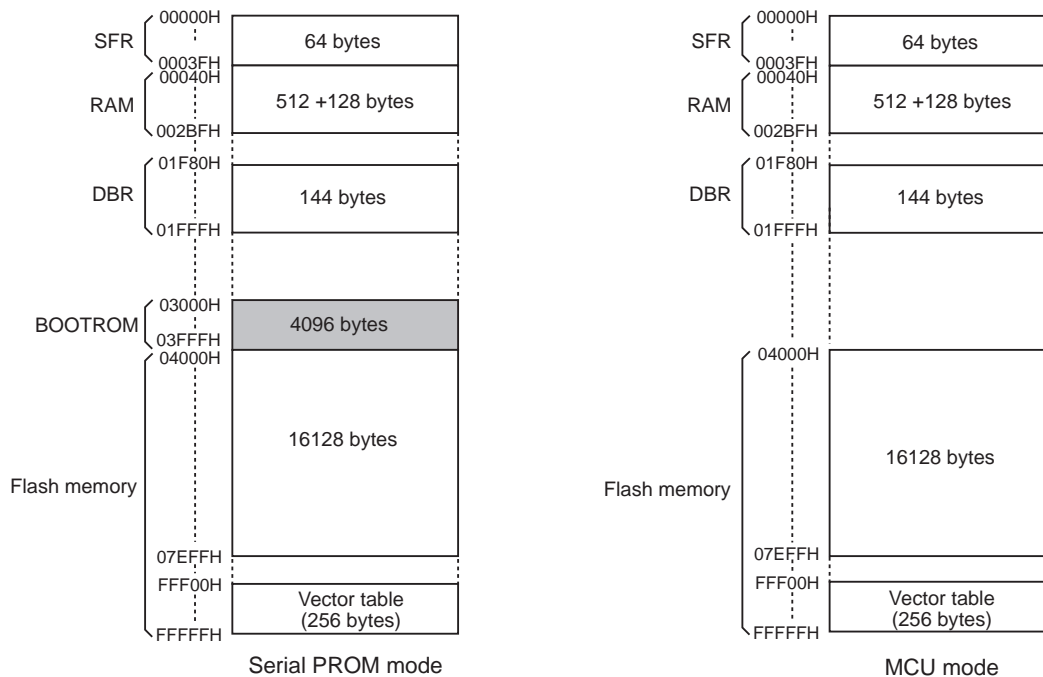 00000H
SFR
64 bytes
0003FH
00040H
RAM
512 +128 bytes
002BFH
01F80H
DBR
144 bytes
01FFFH
03000H
BOOTROM
4096 bytes
03FFFH
04000H
16128 bytes
Flash memory
07EFFH
FFF00H
Vector table
(256 bytes)
FFFFFH
Serial PROM mode
00000H
SFR
64 bytes
0003FH
00040H
RAM
512 +128 bytes
002BFH
01F80H
DBR
144 bytes
01FFFH
04000H
16128 bytes
Flash memory
07EFFH
FFF00H
Vector table
(256 bytes)
FFFFFH
MCU mode